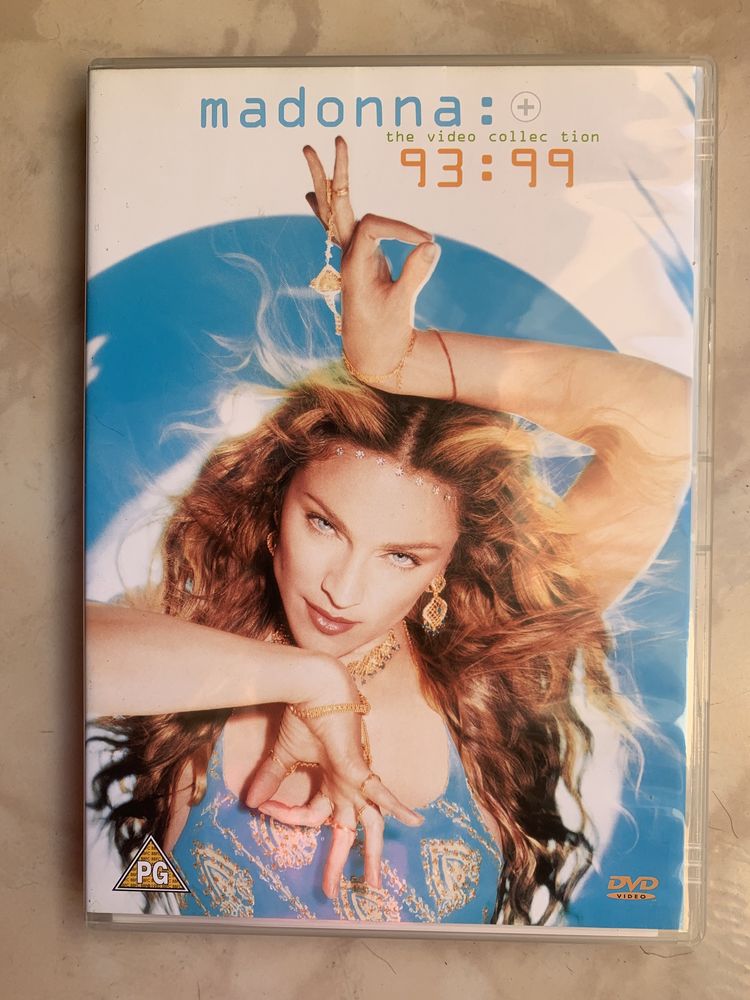 madonna:
the video collec tion
93:99
PG
DVD
VIDEO